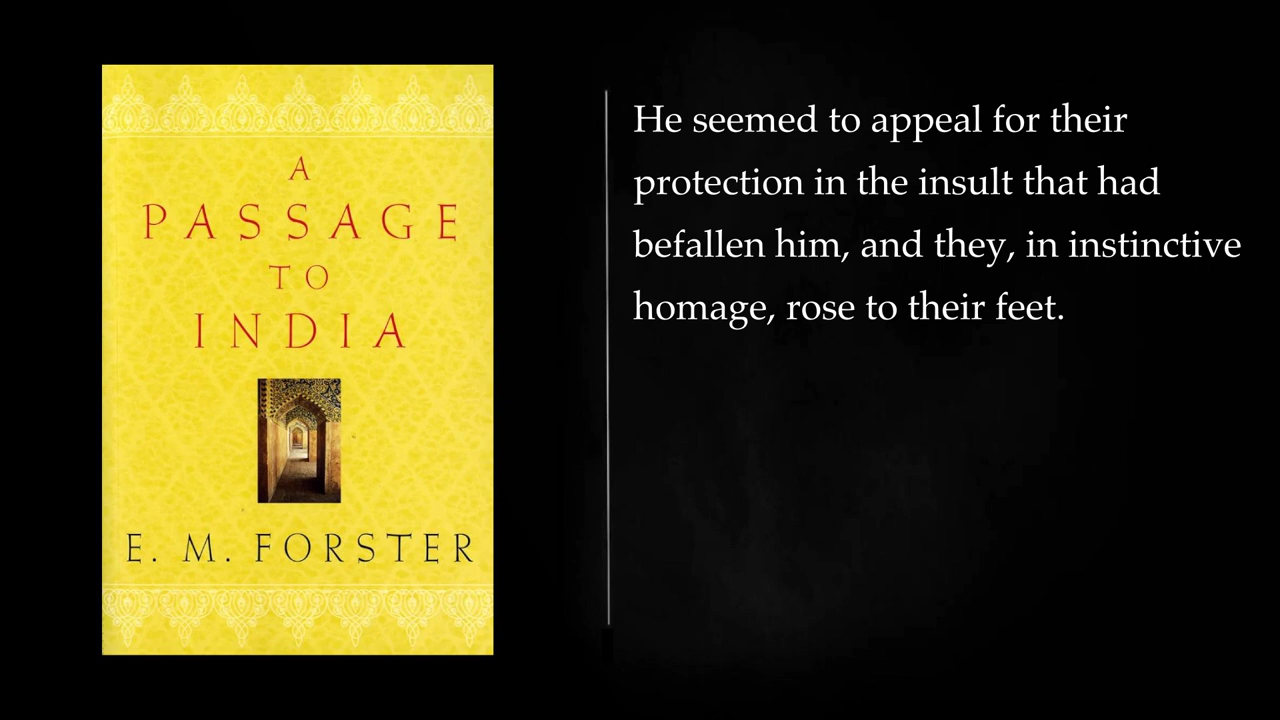 A
PASSAGE
TO
INDIA
E. M. FORSTER
He seemed to appeal for their
protection in the insult that had
befallen him, and they, in instinctive
homage, rose to their feet.